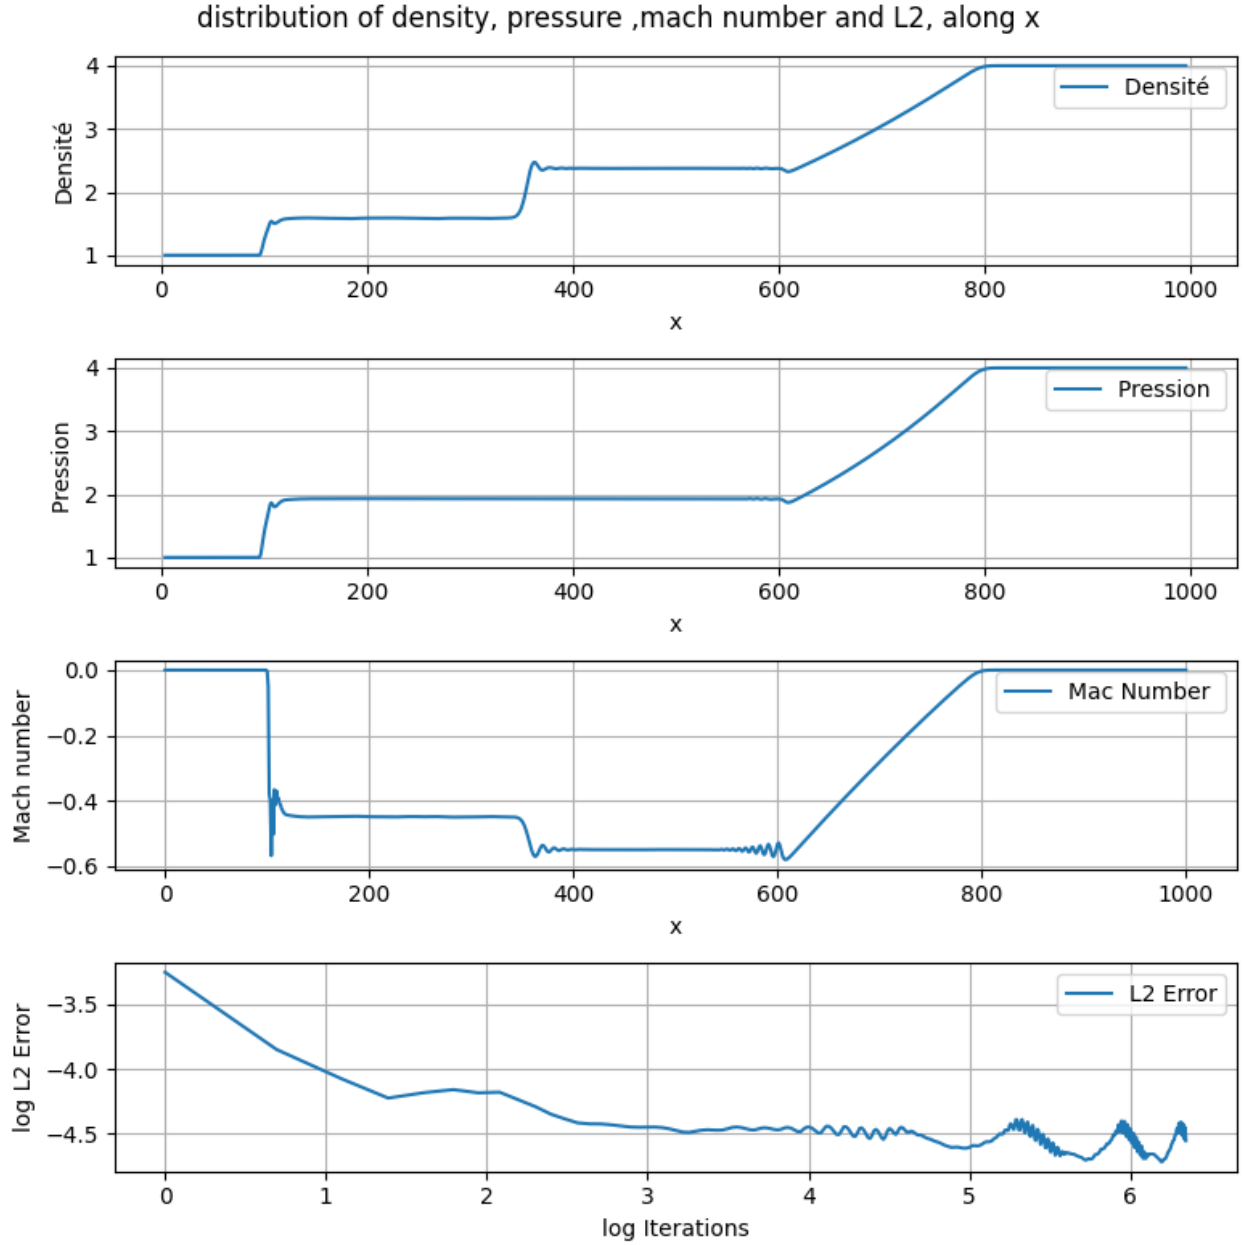 distribution of density, pressure ,mach number and L2, along x
4
3
2
1
Densité
Densité
0 200 400 600 800 1000
x
4
3
2
1
Pression
Pression
0 200 400 600 800 1000
x
0.0
−0.2
−0.4
−0.6
Mach number
Mac Number
0 200 400 600 800 1000
x
−3.5
−4.0
−4.5
log L2 Error
L2 Error
0 1 2 3 4 5 6
log Iterations